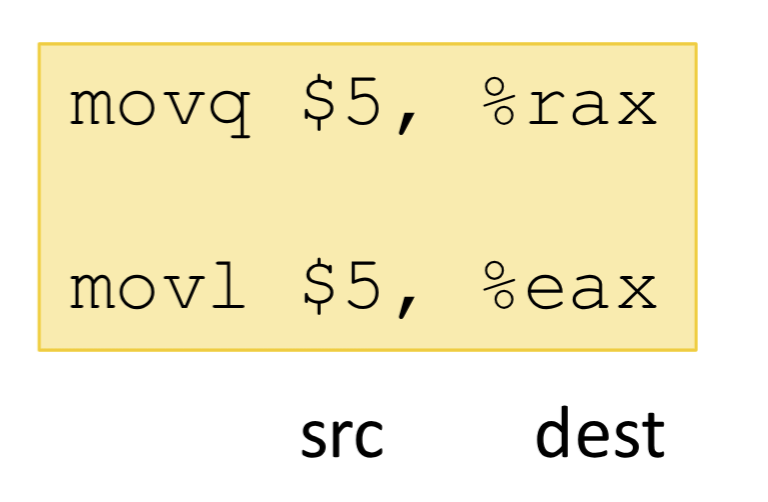 movq $5, %rax
movl $5, %eax
src dest